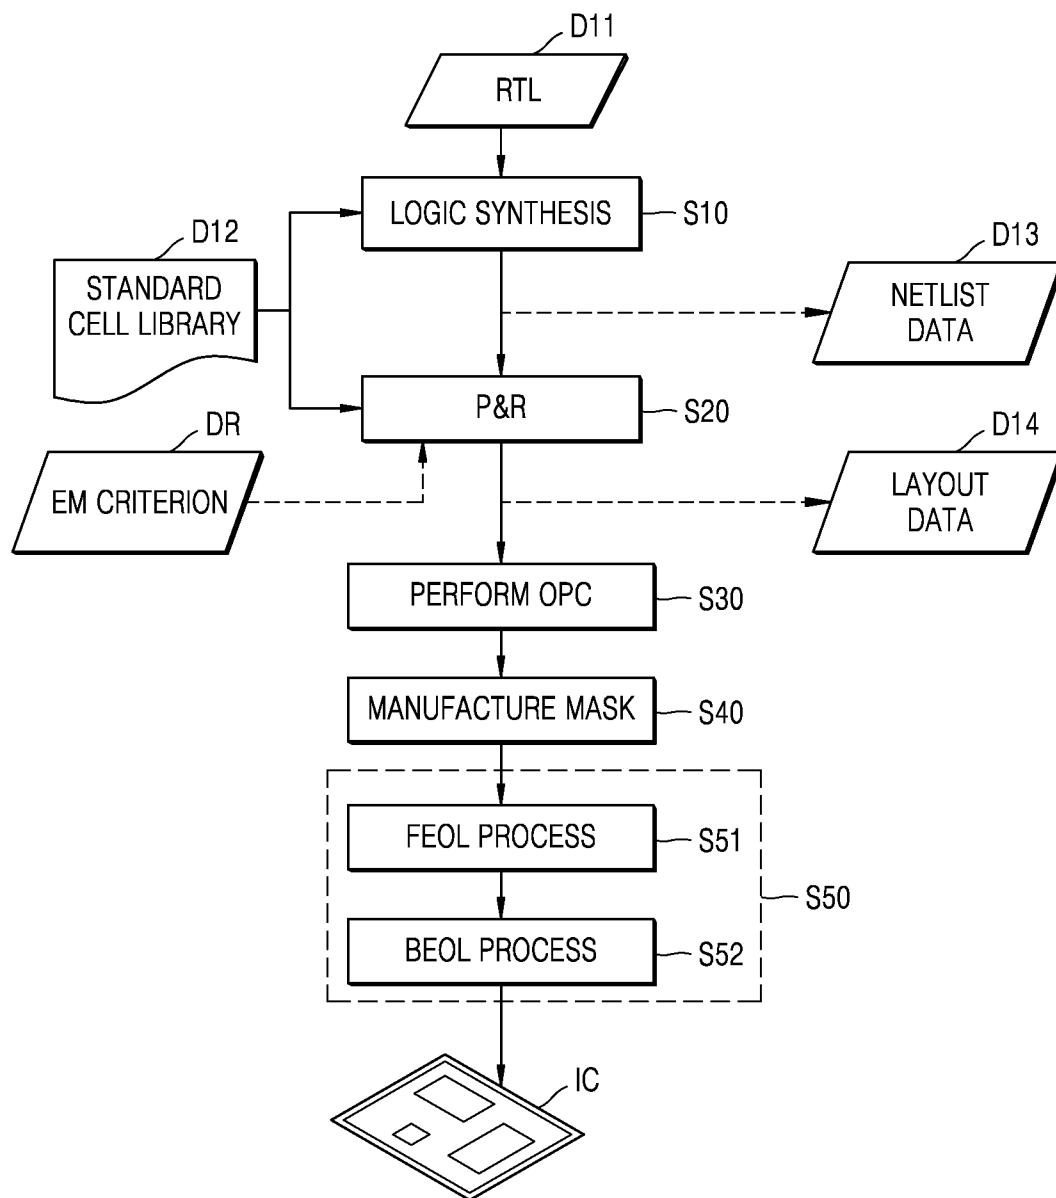 D11
RTL
LOGIC SYNTHESIS
S10
D12
STANDARD
CELL LIBRARY
D13
NETLIST
DATA
P&R
S20
DR
EM CRITERION
D14
LAYOUT
DATA
PERFORM OPC
S30
MANUFACTURE MASK
S40
FEOL PROCESS
S51
S50
BEOL PROCESS
S52
IC